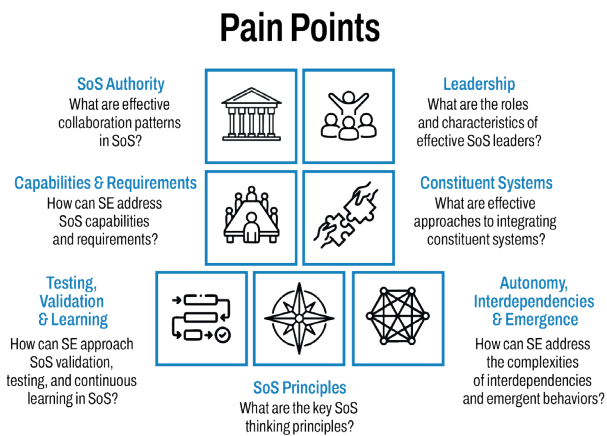 Pain Points
SoS Authority
What are effective
collaboration patterns
in SoS?
Leadership
What are the roles
and characteristics of
effective SoS leaders?
Capabilities & Requirements
How can SE address
SoS capabilities
and requirements?
Constituent Systems
What are effective
approaches to integrating
constituent systems?
Testing,
Validation
& Learning
How can SE approach
SoS validation,
testing, and continuous
learning in SoS?
Autonomy,
Interdependencies
& Emergence
How can SE address
the complexities
of interdependencies
and emergent behaviors?
SoS Principles
What are the key SoS
thinking principles?